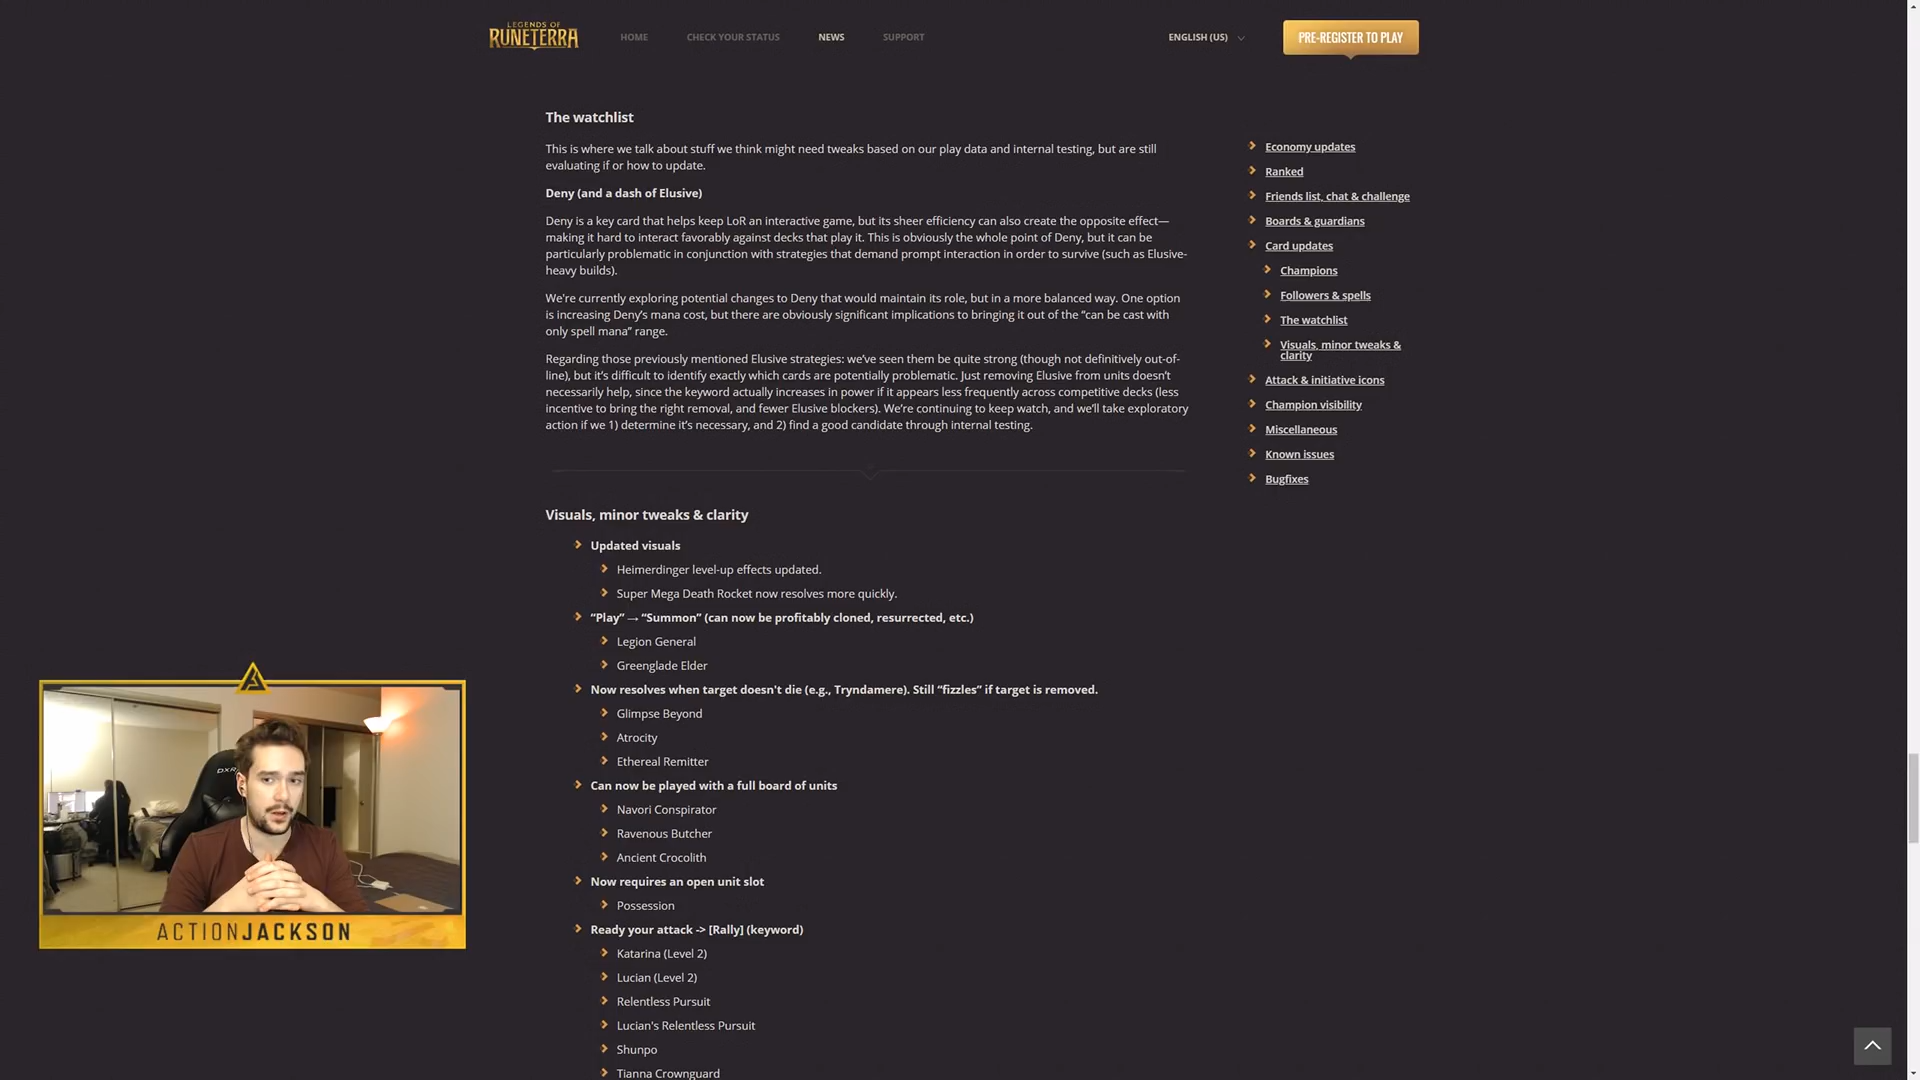 LEGENDS OF
RUNETERRA
HOME
CHECK YOUR STATUS
NEWS
SUPPORT
ENGLISH (US)
PRE-REGISTER TO PLAY
The watchlist
This is where we talk about stuff we think might need tweaks based on our play data and internal testing, but are still
evaluating if or how to update.
Deny (and a dash of Elusive)
Deny is a key card that helps keep LoR an interactive game, but its sheer efficiency can also create the opposite effect—
making it hard to interact favorably against decks that play it. This is obviously the whole point of Deny, but it can be
particularly problematic in conjunction with strategies that demand prompt interaction in order to survive (such as Elusive-
heavy builds).
We're currently exploring potential changes to Deny that would maintain its role, but in a more balanced way. One option
is increasing Deny’s mana cost, but there are obviously significant implications to bringing it out of the “can be cast with
only spell mana” range.
Regarding those previously mentioned Elusive strategies: we’ve seen them be quite strong (though not definitively out-of-
line), but it’s difficult to identify exactly which cards are potentially problematic. Just removing Elusive from units doesn’t
necessarily help, since the keyword actually increases in power if it appears less frequently across competitive decks (less
incentive to bring the right removal, and fewer Elusive blockers). We’re continuing to keep watch, and we’ll take exploratory
action if we 1) determine it’s necessary, and 2) find a good candidate through internal testing.
Visuals, minor tweaks & clarity
Updated visuals
Heimerdinger level-up effects updated.
Super Mega Death Rocket now resolves more quickly.
“Play” → “Summon” (can now be profitably cloned, resurrected, etc.)
Legion General
Greenglade Elder
Now resolves when target doesn't die (e.g., Tryndamere). Still “fizzles” if target is removed.
Glimpse Beyond
Atrocity
Ethereal Remitter
Can now be played with a full board of units
Navori Conspirator
Ravenous Butcher
Ancient Crocolith
Now requires an open unit slot
Possession
Ready your attack -> [Rally] (keyword)
Katarina (Level 2)
Lucian (Level 2)
Relentless Pursuit
Lucian's Relentless Pursuit
Shunpo
Tianna Crownguard
Economy updates
Ranked
Friends list, chat & challenge
Boards & guardians
Card updates
Champions
Followers & spells
The watchlist
Visuals, minor tweaks &
clarity
Attack & initiative icons
Champion visibility
Miscellaneous
Known issues
Bugfixes
DXR
ACTIONJACKSON